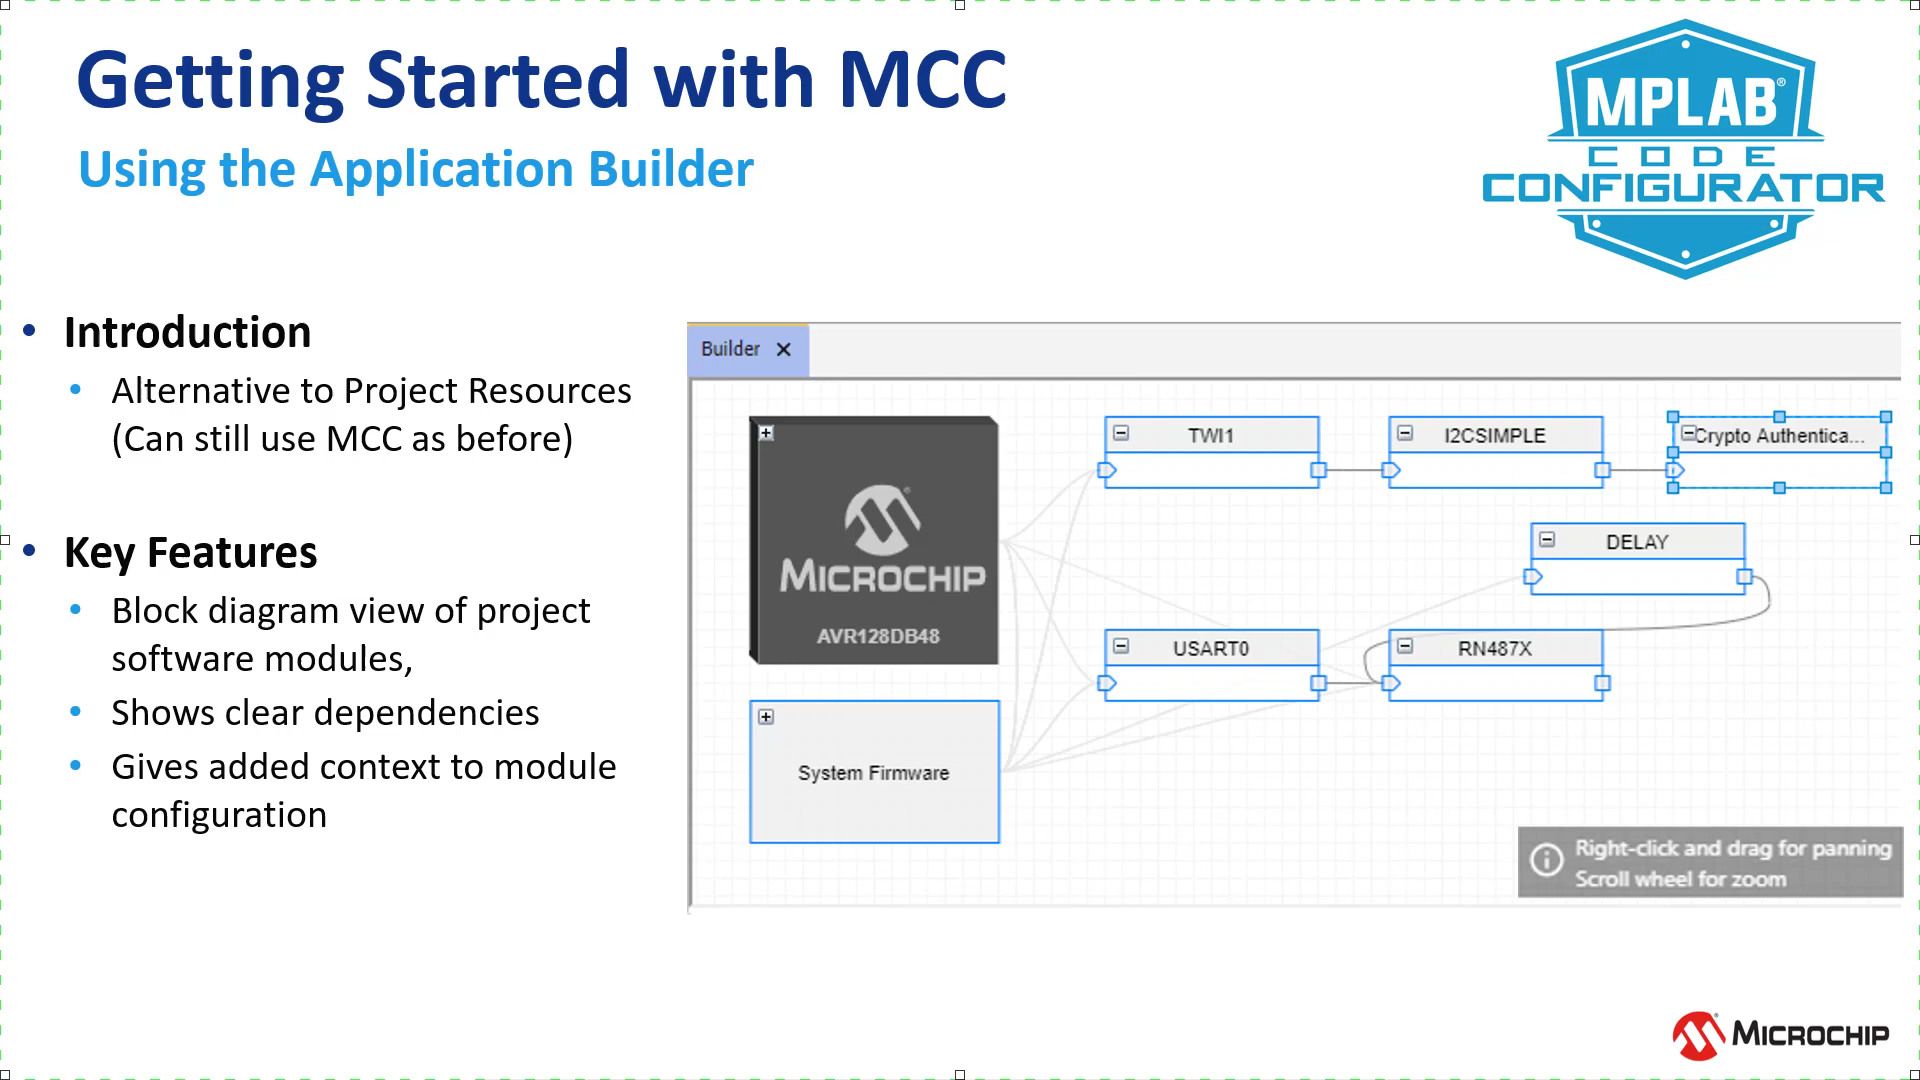 Getting Started with MCC
Using the Application Builder
MPLAB®
CODE
CONFIGURATOR
• Introduction
• Alternative to Project Resources
(Can still use MCC as before)
• Key Features
• Block diagram view of project
software modules,
• Shows clear dependencies
• Gives added context to module
configuration
Builder
MICROCHIP
AVR128DB48
System Firmware
TWI1
I2CSIMPLE
Crypto Authentica...
DELAY
USART0
RN487X
Right-click and drag for panning
Scroll wheel for zoom
MICROCHIP